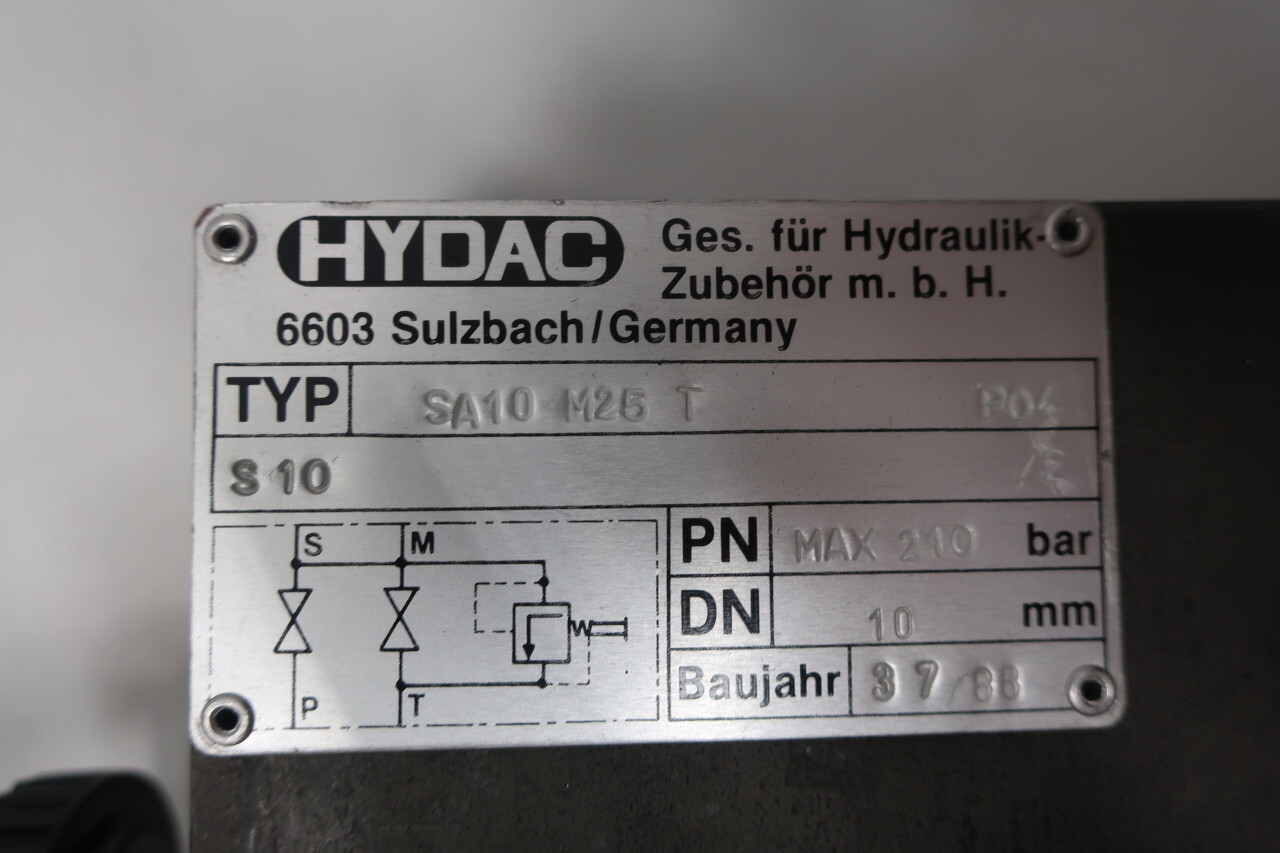 HYDAC Ges. für Hydraulik-
Zubehör m. b. H.
6603 Sulzbach/Germany
TYP SA10 M25 T P04
S10
S M
P T
PN MAX 210 bar
DN 10 mm
Baujahr 37/88